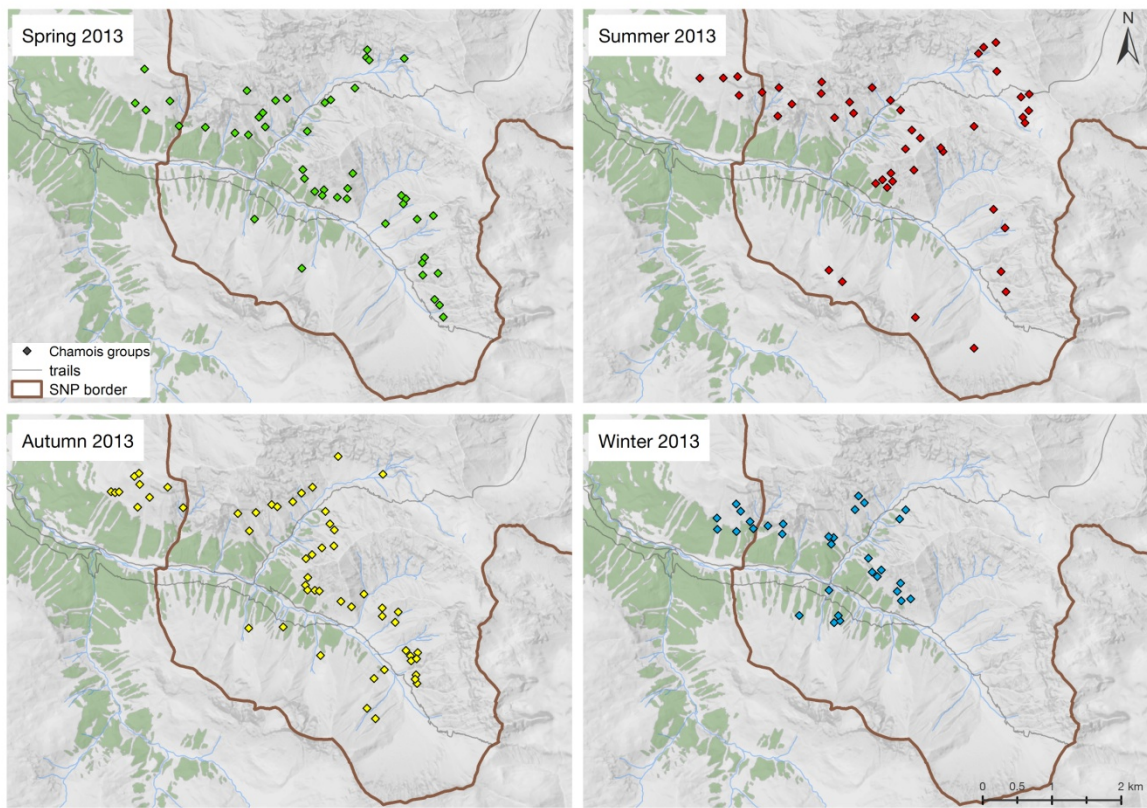 Spring 2013
Summer 2013
N
Chamois groups
trails
SNP border
Autumn 2013
Winter 2013
0 0.5 1 2 km